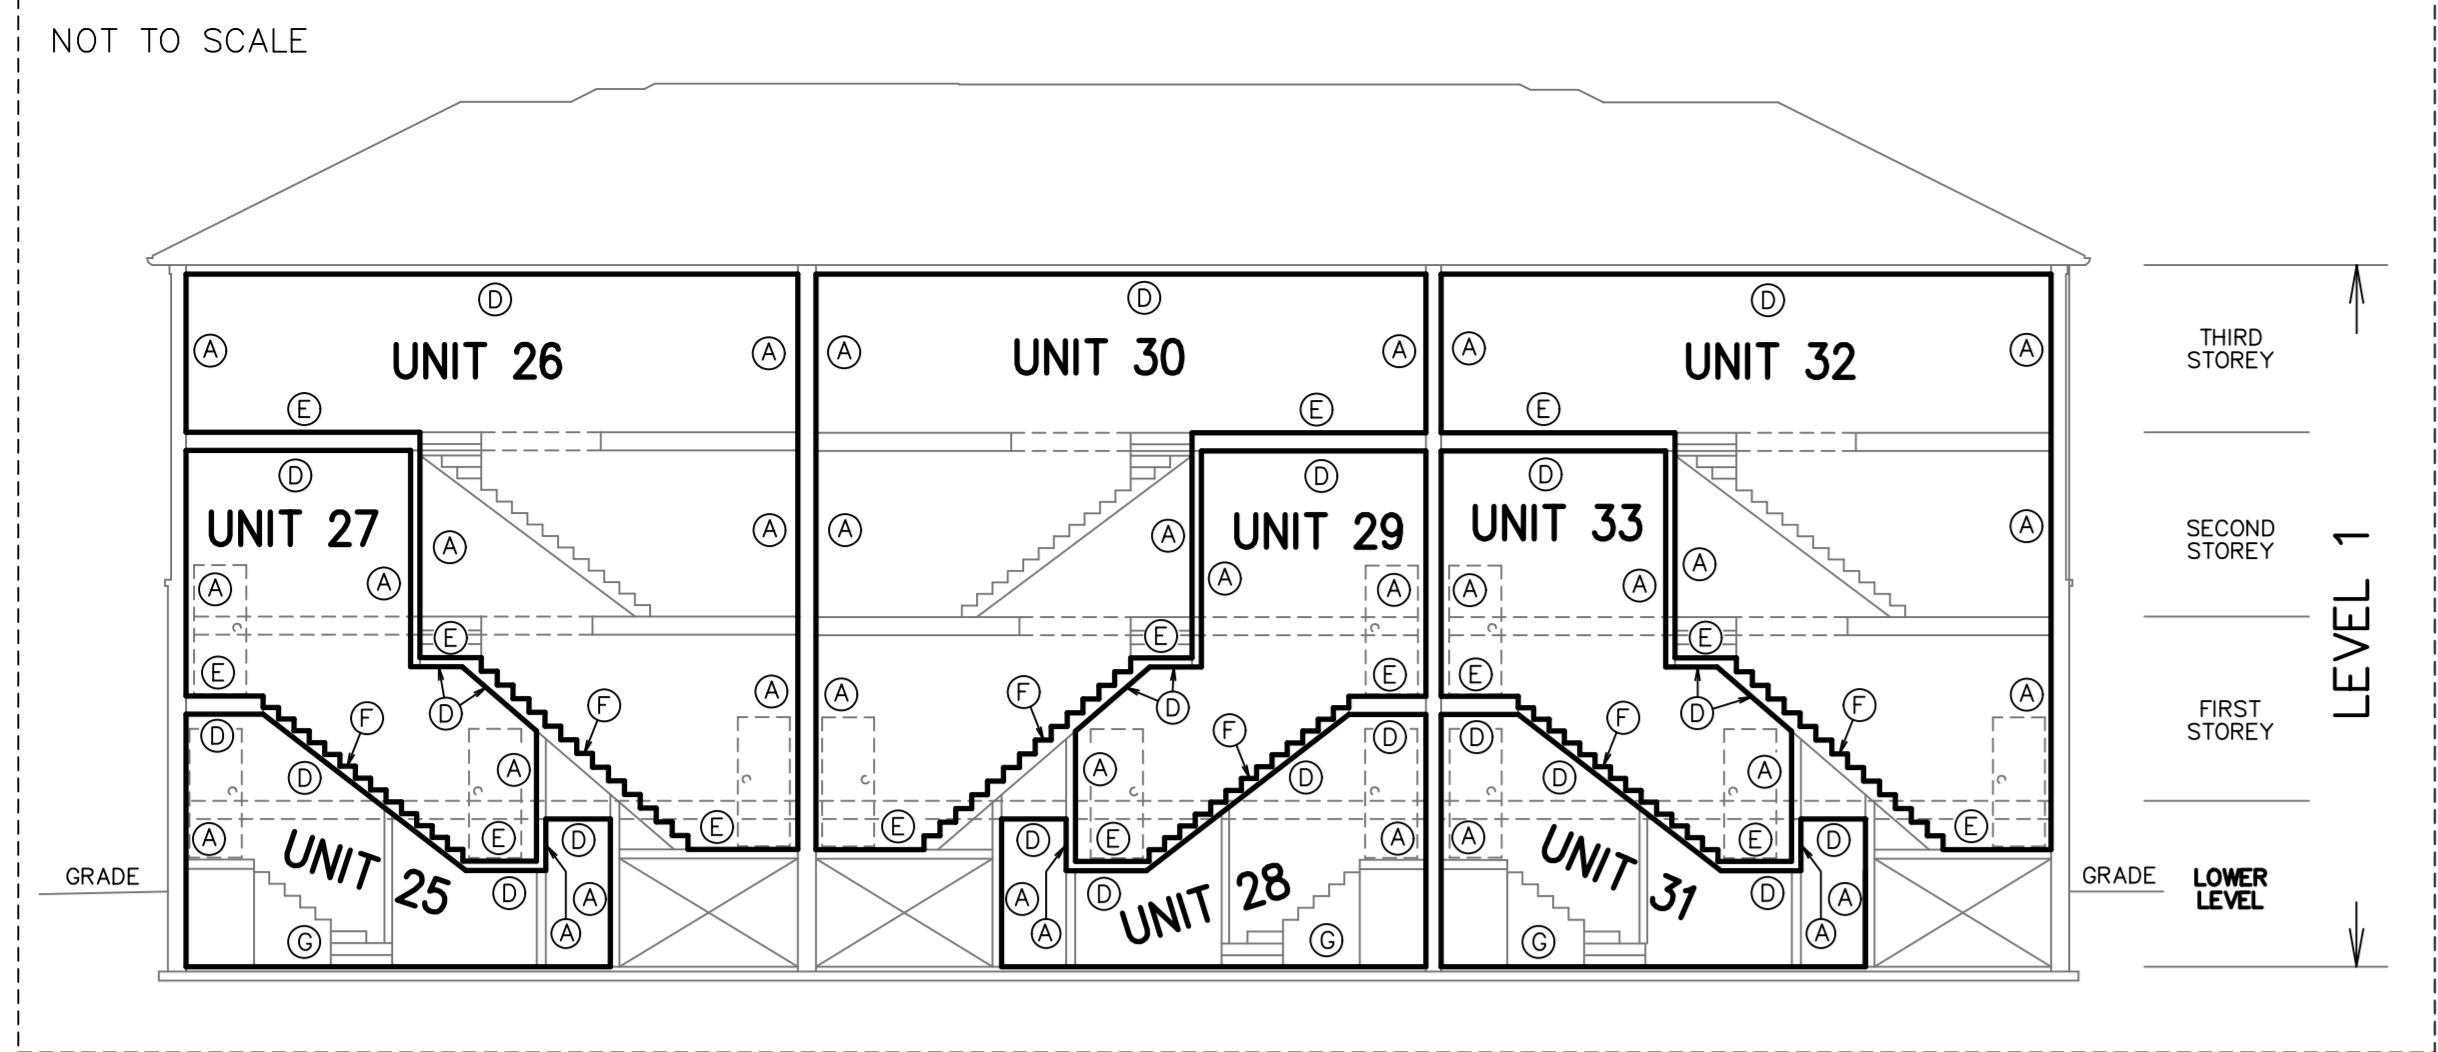 NOT TO SCALE
D
D
D
A
UNIT 26
A
A
UNIT 30
A
A
UNIT 32
A
THIRD
STOREY
E
E
E
D
D
D
UNIT 27
A
A
A
UNIT 29
UNIT 33
A
SECOND
STOREY
A
A
A
A
A
A
A
A
A
E
E
E
E
E
E
LEVEL 1
D
F
F
A
A
F
D
F
D
F
F
A
FIRST
STOREY
D
D
A
A
D
D
D
D
A
A
E
D
E
E
E
D
D
A
A
E
D
E
D
GRADE
UNIT 25
D
A
A
G
A
A
D
UNIT 28
G
UNIT 31
G
D
A
A
GRADE
LOWER
LEVEL